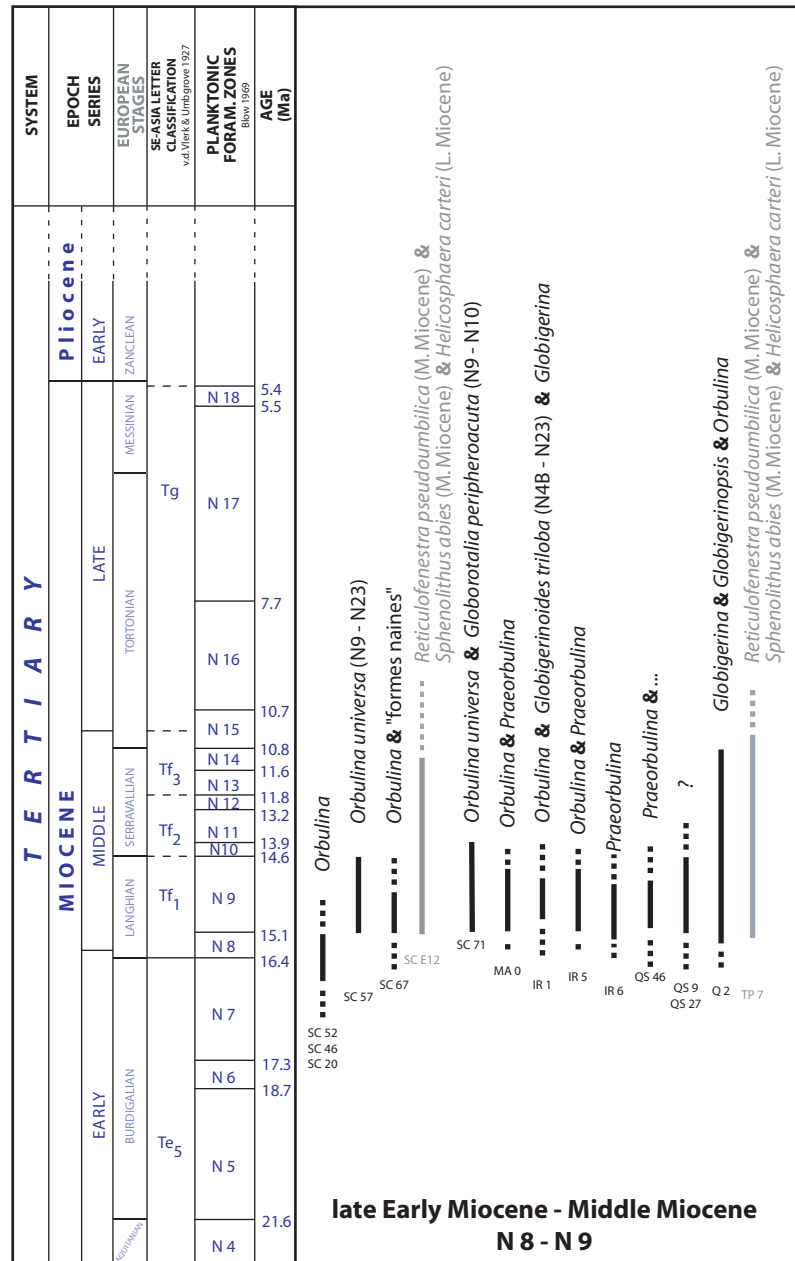 SYSTEM
EPOCH
SERIES
EUROPEAN
STAGES
SE-ASIA LETTER
CLASSIFICATION
v.d. Vlerk & Umbgrove 1927
PLANKTONIC
FORAM. ZONES
Blow 1969
AGE
(Ma)
TERTIARY
Pliocene
MIOCENE
EARLY
LATE
MIDDLE
EARLY
ZANCLEAN
MESSINIAN
TORTONIAN
SERRAVALLIAN
LANGHIAN
BURDIGALIAN
AQUITANIAN
Tg
Tf3
Tf2
Tf1
Te5
N 18
N 17
N 16
N 15
N 14
N 13
N 12
N 11
N10
N 9
N 8
N 7
N 6
N 5
N 4
5.4
5.5
7.7
10.7
10.8
11.6
11.8
13.2
13.9
14.6
15.1
16.4
17.3
18.7
21.6
Orbulina
SC 52
SC 46
SC 20
Orbulina universa (N9 - N23)
SC 57
Orbulina & "formes naines"
SC 67
Reticulofenestra pseudoumbilica (M. Miocene) &
Sphenolithus abies (M. Miocene) & Helicosphaera carteri (L. Miocene)
SC E12
Orbulina universa & Globorotalia peripheroacuta (N9 - N10)
SC 71
Orbulina & Praeorbulina
MA 0
Orbulina & Globigerinoides triloba (N4B - N23) & Globigerina
IR 1
Orbulina & Praeorbulina
IR 5
Praeorbulina
IR 6
Praeorbulina & ...
QS 46
?
QS 9
QS 27
Globigerina & Globigerinopsis & Orbulina
Q 2
Reticulofenestra pseudoumbilica (M. Miocene) &
Sphenolithus abies (M. Miocene) & Helicosphaera carteri (L. Miocene)
TP 7
late Early Miocene - Middle Miocene
N 8 - N 9